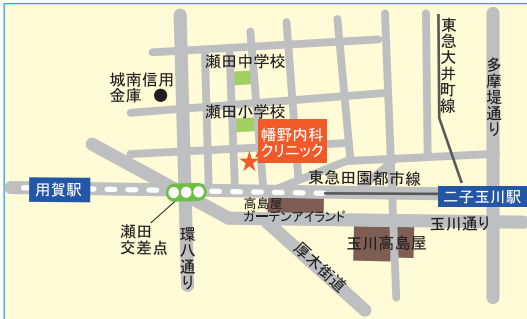 瀬田中学校
城南信用
金庫
瀬田小学校
幡野内科
クリニック
東急大井町線
多摩堤通り
用賀駅
東急田園都市線
二子玉川駅
高島屋
ガーデンアイランド
玉川通り
瀬田
交差点
環八通り
厚木街道
玉川高島屋